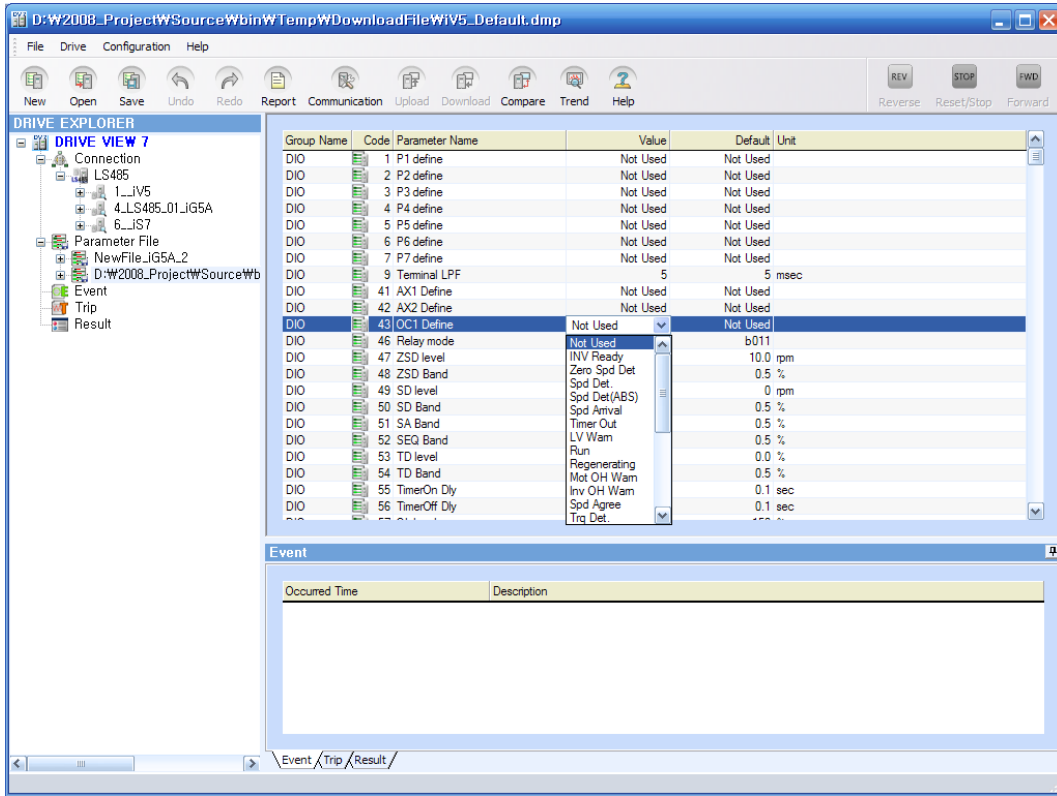 D:₩2008_Project₩Source₩bin₩Temp₩DownloadFile₩iV5_Default.dmp
File Drive Configuration Help
New Open Save Undo Redo Report Communication Upload Download Compare Trend Help
REV STOP FWD
Reverse Reset/Stop Forward
DRIVE EXPLORER
DRIVE VIEW 7
Connection
LS485
1__iV5
4_LS485_01_iG5A
6__iS7
Parameter File
NewFile_iG5A_2
D:₩2008_Project₩Source₩b
Event
Trip
Result
Group Name Code Parameter Name Value Default Unit
DIO 1 P1 define Not Used Not Used
DIO 2 P2 define Not Used Not Used
DIO 3 P3 define Not Used Not Used
DIO 4 P4 define Not Used Not Used
DIO 5 P5 define Not Used Not Used
DIO 6 P6 define Not Used Not Used
DIO 7 P7 define Not Used Not Used
DIO 9 Terminal LPF 5 5 msec
DIO 41 AX1 Define Not Used Not Used
DIO 42 AX2 Define Not Used Not Used
DIO 43 OC1 Define Not Used Not Used
DIO 46 Relay mode b011
DIO 47 ZSD level 10.0 rpm
DIO 48 ZSD Band 0.5 %
DIO 49 SD level 0 rpm
DIO 50 SD Band 0.5 %
DIO 51 SA Band 0.5 %
DIO 52 SEQ Band 0.5 %
DIO 53 TD level 0.0 %
DIO 54 TD Band 0.5 %
DIO 55 TimerOn Dly 0.1 sec
DIO 56 TimerOff Dly 0.1 sec
Not Used
INV Ready
Zero Spd Det
Spd Det.
Spd Det(ABS)
Spd Arrival
Timer Out
LV Warn
Run
Regenerating
Mot OH Warn
Inv OH Warn
Spd Agree
Trq Det.
Event
Occurred Time Description
Event Trip Result